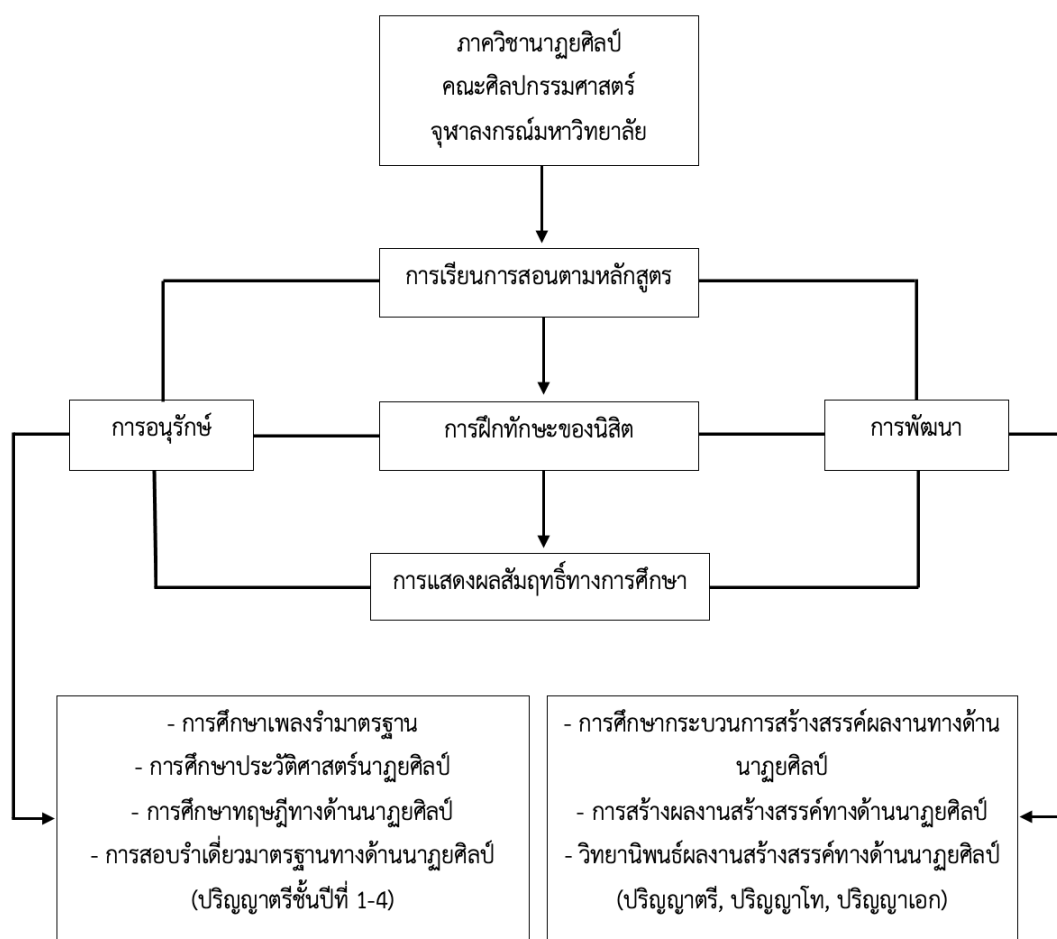 ภาควิชานาฏยศิลป์
คณะศิลปกรรมศาสตร์
จุฬาลงกรณ์มหาวิทยาลัย
การเรียนการสอนตามหลักสูตร
การอนุรักษ์
การฝึกทักษะของนิสิต
การพัฒนา
การแสดงผลสัมฤทธิ์ทางการศึกษา
- การศึกษาเพลงรำมาตรฐาน
- การศึกษาประวัติศาสตร์นาฏยศิลป์
- การศึกษาทฤษฎีทางด้านนาฏยศิลป์
- การสอบรำเดี่ยวมาตรฐานทางด้านนาฏยศิลป์
(ปริญญาตรีชั้นปีที่ 1-4)
- การศึกษากระบวนการสร้างสรรค์ผลงานทางด้าน
นาฏยศิลป์
- การสร้างผลงานสร้างสรรค์ทางด้านนาฏยศิลป์
- วิทยานิพนธ์ผลงานสร้างสรรค์ทางด้านนาฏยศิลป์
(ปริญญาตรี, ปริญญาโท, ปริญญาเอก)